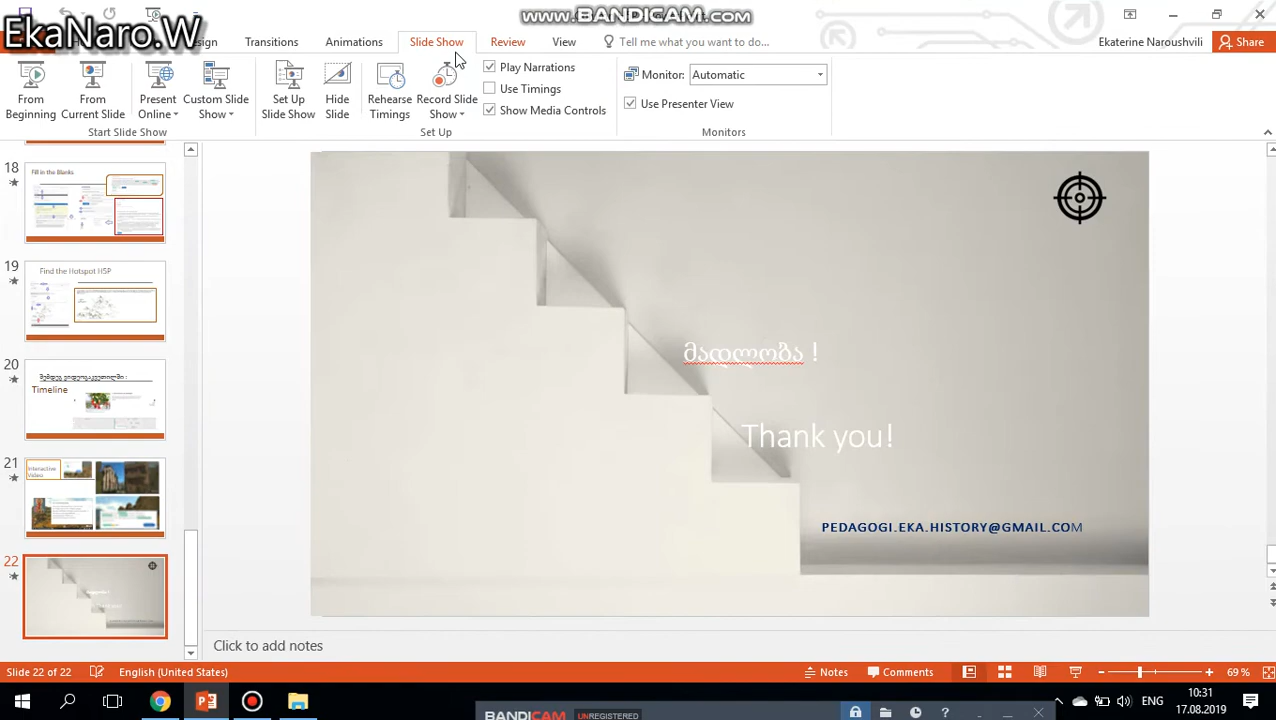 www.BANDICAM.com
EkaNaro.W
Transitions Animations Slide Show Review View Tell me what you want to do... Ekaterine Naroushvili Share
From Beginning
From Current Slide
Present Online
Custom Slide Show
Set Up Slide Show
Hide Slide
Rehearse Timings
Record Slide Show
Play Narrations
Use Timings
Show Media Controls
Monitor: Automatic
Use Presenter View
Start Slide Show Set Up Monitors
18
Fill in the Blanks
19
Find the Hotspot H5P
20
Timeline
21
Interactive Video
22
მადლობა !
Thank you!
PEDAGOGI.EKA.HISTORY@GMAIL.COM
Click to add notes
Slide 22 of 22 English (United States) Notes Comments 69 %
ENG 10:31
17.08.2019
BANDICAM UNREGISTERED